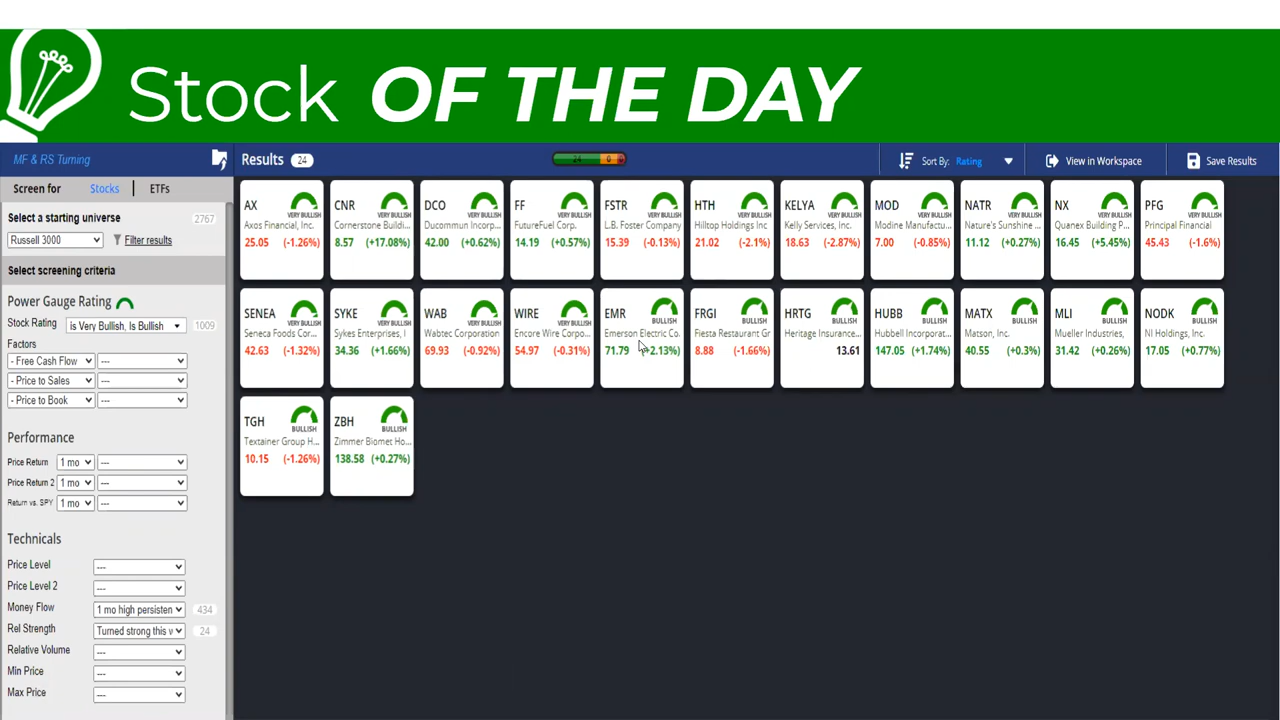 Stock OF THE DAY
MF & RS Turning
Results 24
24 0
Sort By: Rating
View in Workspace
Save Results
Screen for Stocks ETFs
Select a starting universe 2767
Russell 3000 Filter results
Select screening criteria
Power Gauge Rating
Stock Rating is Very Bullish, Is Bullish 1009
Factors
- Free Cash Flow ---
- Price to Sales ---
- Price to Book ---
Performance
Price Return 1 mo ---
Price Return 2 1 mo ---
Return vs. SPY 1 mo ---
Technicals
Price Level ---
Price Level 2 ---
Money Flow 1 mo high persisten 434
Rel Strength Turned strong this v 24
Relative Volume ---
Min Price ---
Max Price ---
AX VERY BULLISH
Axos Financial, Inc.
25.05 (-1.26%)
CNR VERY BULLISH
Cornerstone Buildi...
8.57 (+17.08%)
DCO VERY BULLISH
Ducommun Incorp...
42.00 (+0.62%)
FF VERY BULLISH
FutureFuel Corp.
14.19 (+0.57%)
FSTR VERY BULLISH
L.B. Foster Company
15.39 (-0.13%)
HTH VERY BULLISH
Hilltop Holdings Inc
21.02 (-2.1%)
KELYA VERY BULLISH
Kelly Services, Inc.
18.63 (-2.87%)
MOD VERY BULLISH
Modine Manufactu...
7.00 (-0.85%)
NATR VERY BULLISH
Nature's Sunshine ...
11.12 (+0.27%)
NX VERY BULLISH
Quanex Building P...
16.45 (+5.45%)
PFG VERY BULLISH
Principal Financial
45.43 (-1.6%)
SENEA VERY BULLISH
Seneca Foods Cor...
42.63 (-1.32%)
SYKE VERY BULLISH
Sykes Enterprises, I
34.36 (+1.66%)
WAB VERY BULLISH
Wabtec Corporation
69.93 (-0.92%)
WIRE VERY BULLISH
Encore Wire Corpo...
54.97 (-0.31%)
EMR BULLISH
Emerson Electric Co.
71.79 (+2.13%)
FRGI BULLISH
Fiesta Restaurant Gr
8.88 (-1.66%)
HRTG BULLISH
Heritage Insurance...
13.61
HUBB BULLISH
Hubbell Incorporat...
147.05 (+1.74%)
MATX BULLISH
Matson, Inc.
40.55 (+0.3%)
MLI BULLISH
Mueller Industries,
31.42 (+0.26%)
NODK BULLISH
NI Holdings, Inc.
17.05 (+0.77%)
TGH BULLISH
Textainer Group H...
10.15 (-1.26%)
ZBH BULLISH
Zimmer Biomet Ho...
138.58 (+0.27%)